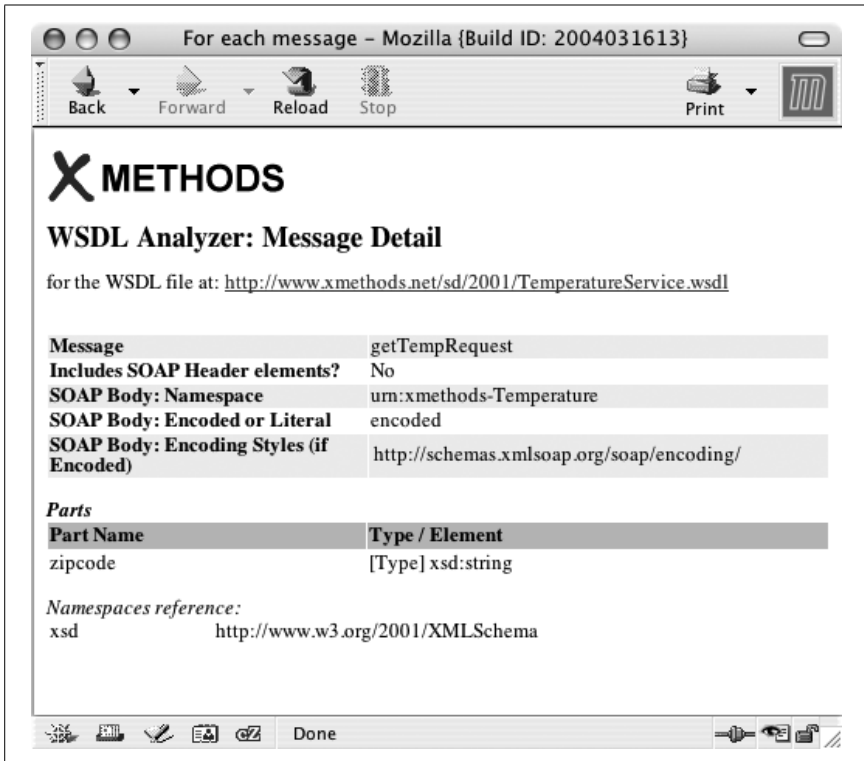 For each message – Mozilla {Build ID: 2004031613}
Back Forward Reload Stop Print
m
X METHODS
WSDL Analyzer: Message Detail
for the WSDL file at: http://www.xmethods.net/sd/2001/TemperatureService.wsdl
Message getTempRequest
Includes SOAP Header elements? No
SOAP Body: Namespace urn:xmethods-Temperature
SOAP Body: Encoded or Literal encoded
SOAP Body: Encoding Styles (if
Encoded) http://schemas.xmlsoap.org/soap/encoding/
Parts
Part Name Type / Element
zipcode [Type] xsd:string
Namespaces reference:
xsd http://www.w3.org/2001/XMLSchema
cZ Done